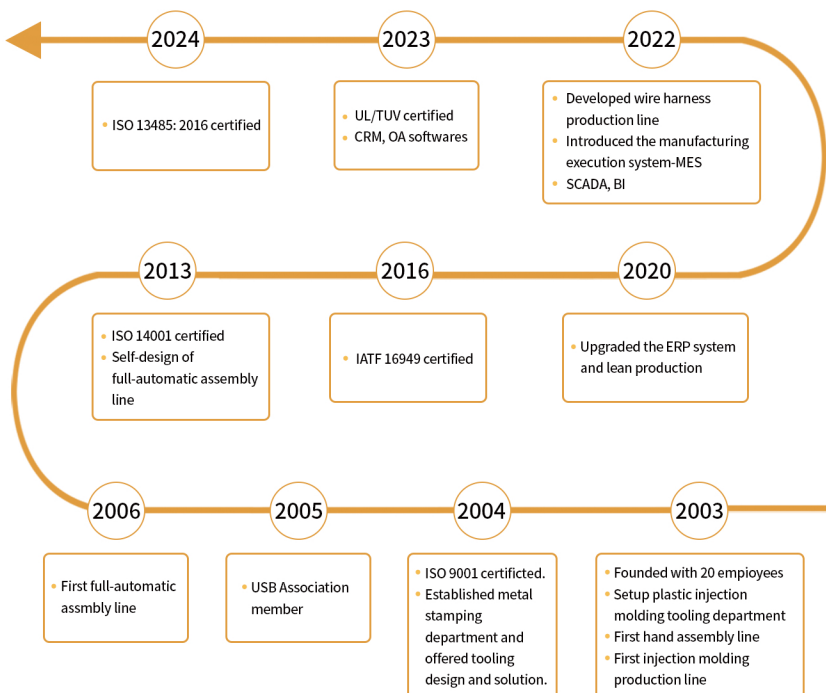 2024
2023
2022
ISO 13485: 2016 certified
UL/TUV certified
CRM, OA softwares
Developed wire harness
production line
Introduced the manufacturing
execution system-MES
SCADA, BI
2013
2016
2020
ISO 14001 certified
Self-design of
full-automatic assembly
line
IATF 16949 certified
Upgraded the ERP system
and lean production
2006
2005
2004
2003
First full-automatic
assmbly line
USB Association
member
ISO 9001 certificted.
Established metal
stamping
department and
offered tooling
design and solution.
Founded with 20 empioyees
Setup plastic injection
molding tooling department
First hand assembly line
First injection molding
production line